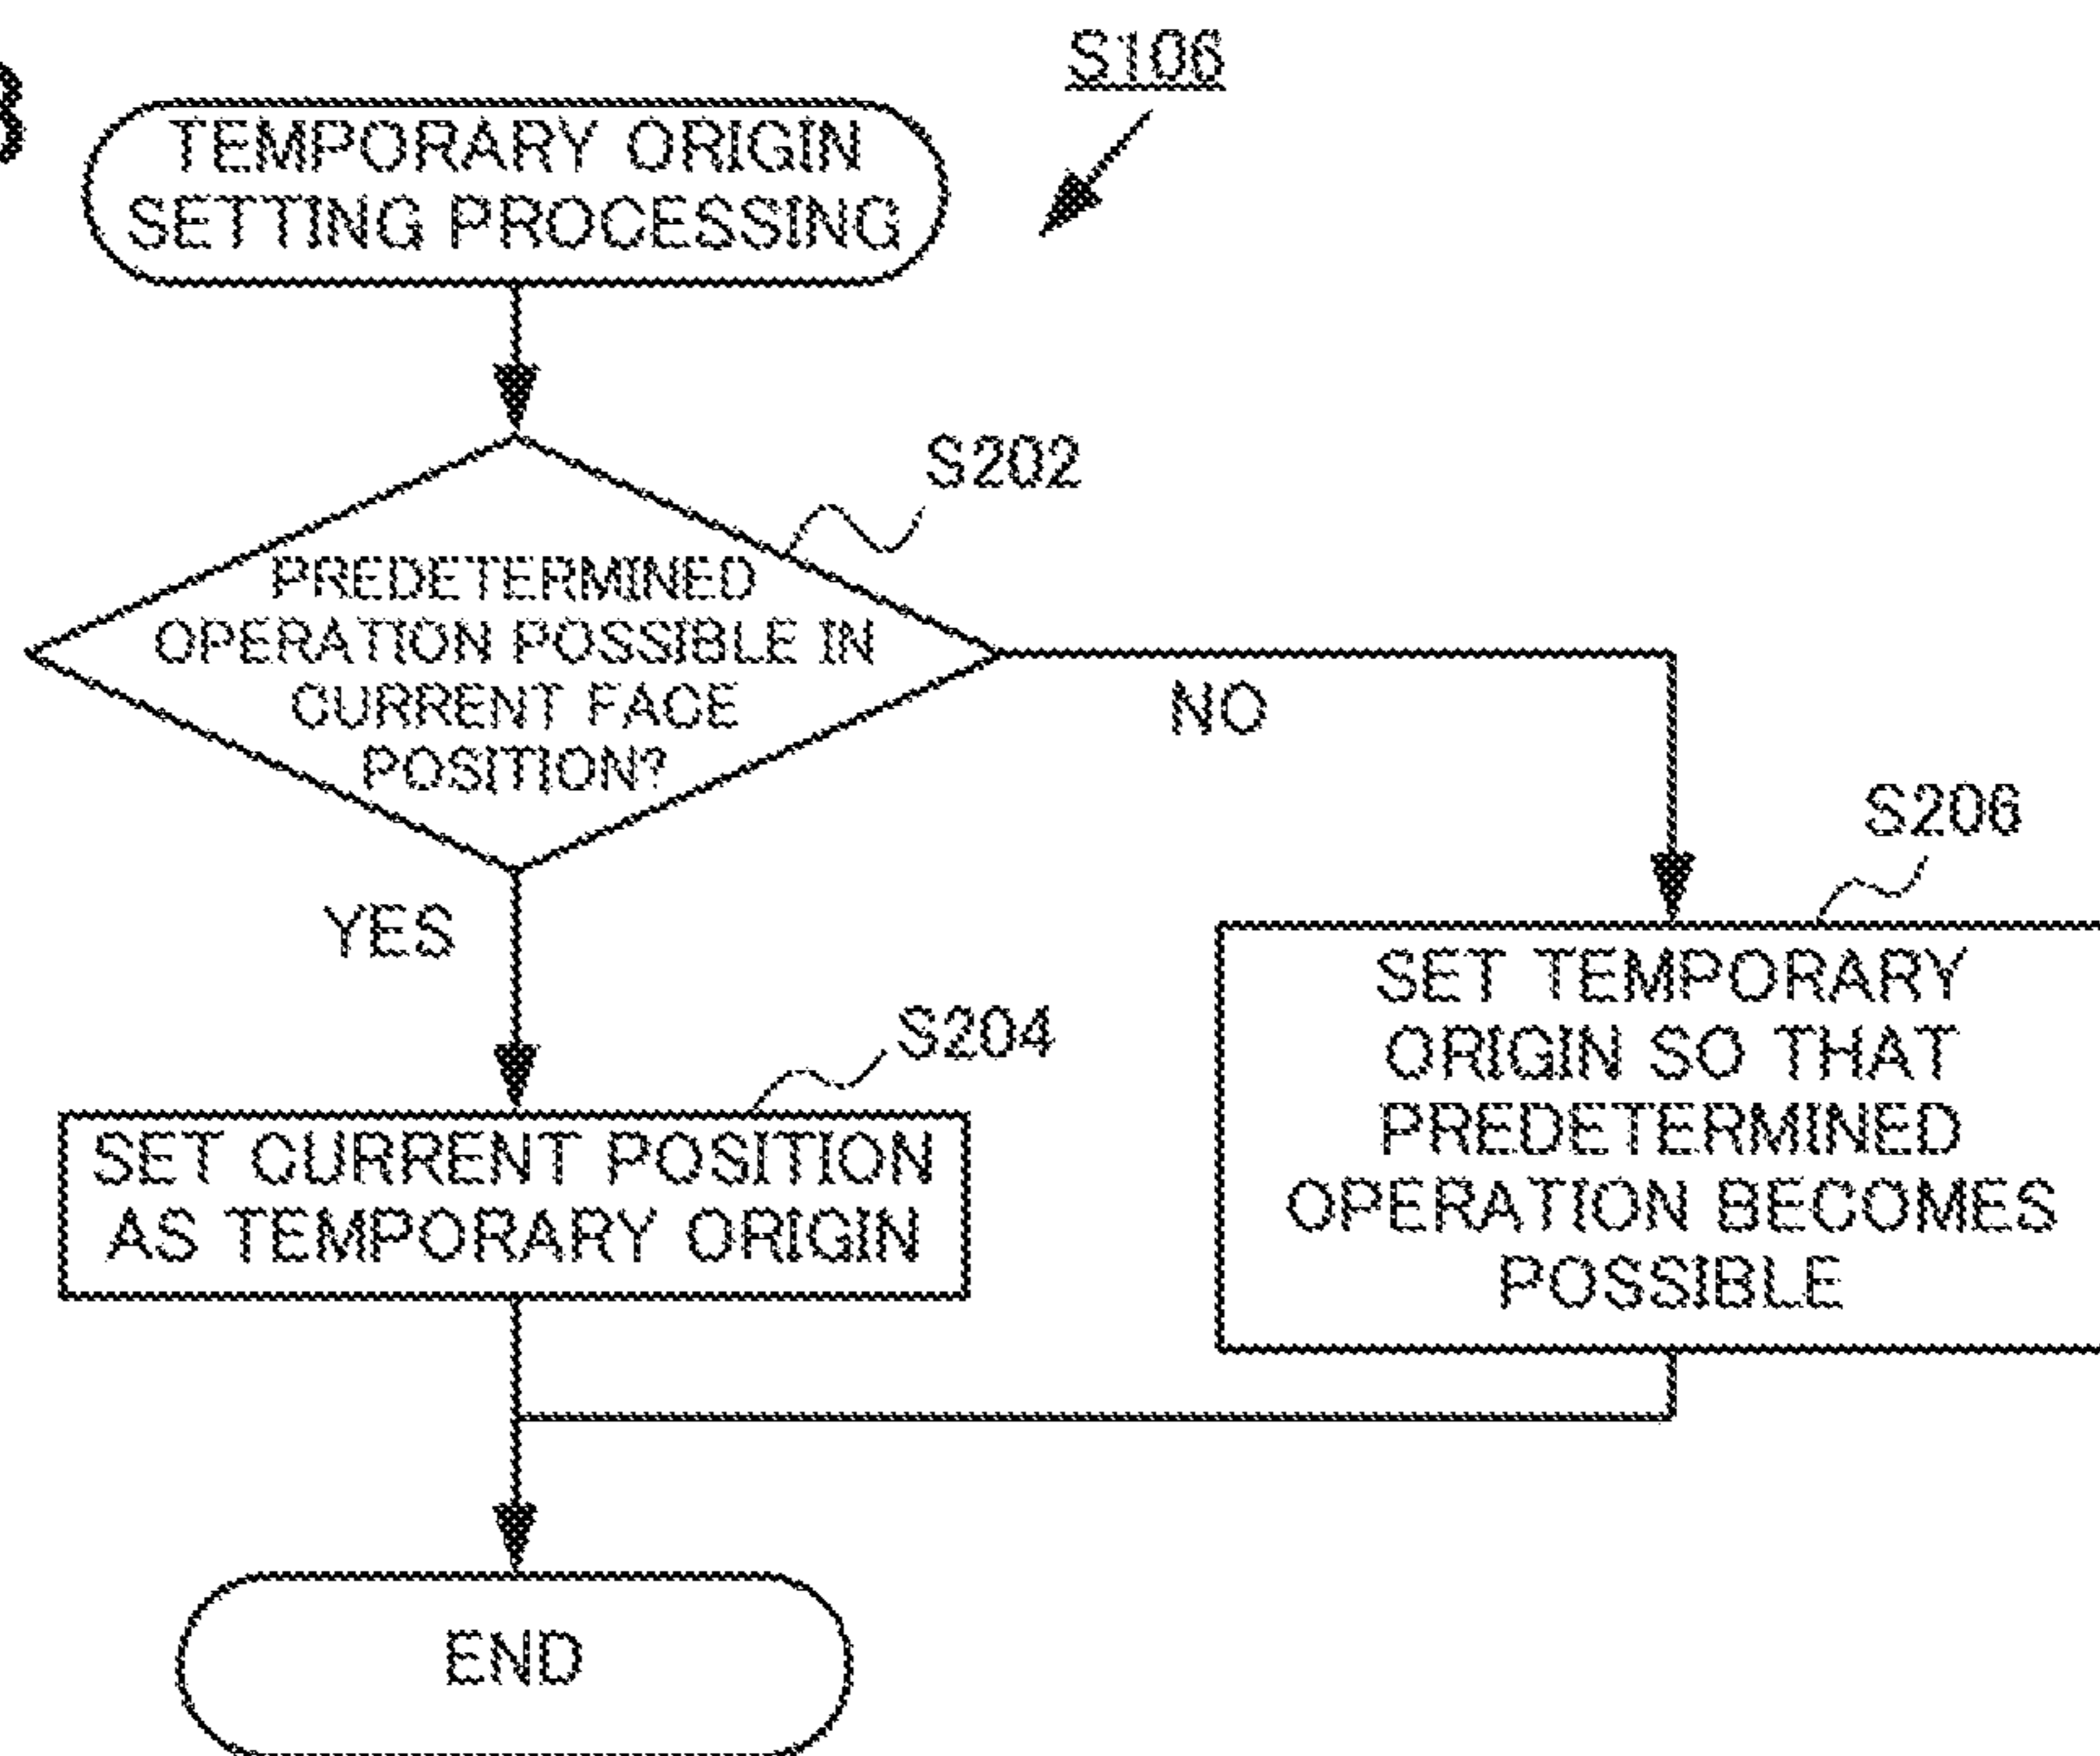 S106
TEMPORARY ORIGIN
SETTING PROCESSING
S202
PREDETERMINED
OPERATION POSSIBLE IN
CURRENT FACE
POSITION?
NO
YES
S206
SET TEMPORARY
ORIGIN SO THAT
PREDETERMINED
OPERATION BECOMES
POSSIBLE
S204
SET CURRENT POSITION
AS TEMPORARY ORIGIN
END